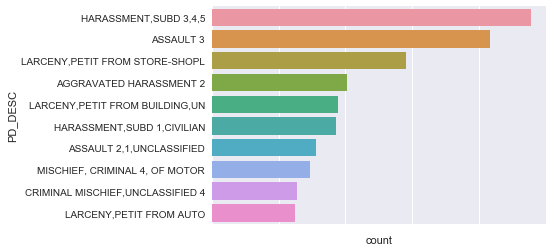 HARASSMENT,SUBD 3,4,5
ASSAULT 3
LARCENY,PETIT FROM STORE-SHOPL
AGGRAVATED HARASSMENT 2
LARCENY,PETIT FROM BUILDING,UN
HARASSMENT,SUBD 1,CIVILIAN
ASSAULT 2,1,UNCLASSIFIED
MISCHIEF, CRIMINAL 4, OF MOTOR
CRIMINAL MISCHIEF,UNCLASSIFIED 4
LARCENY,PETIT FROM AUTO
PD_DESC
count